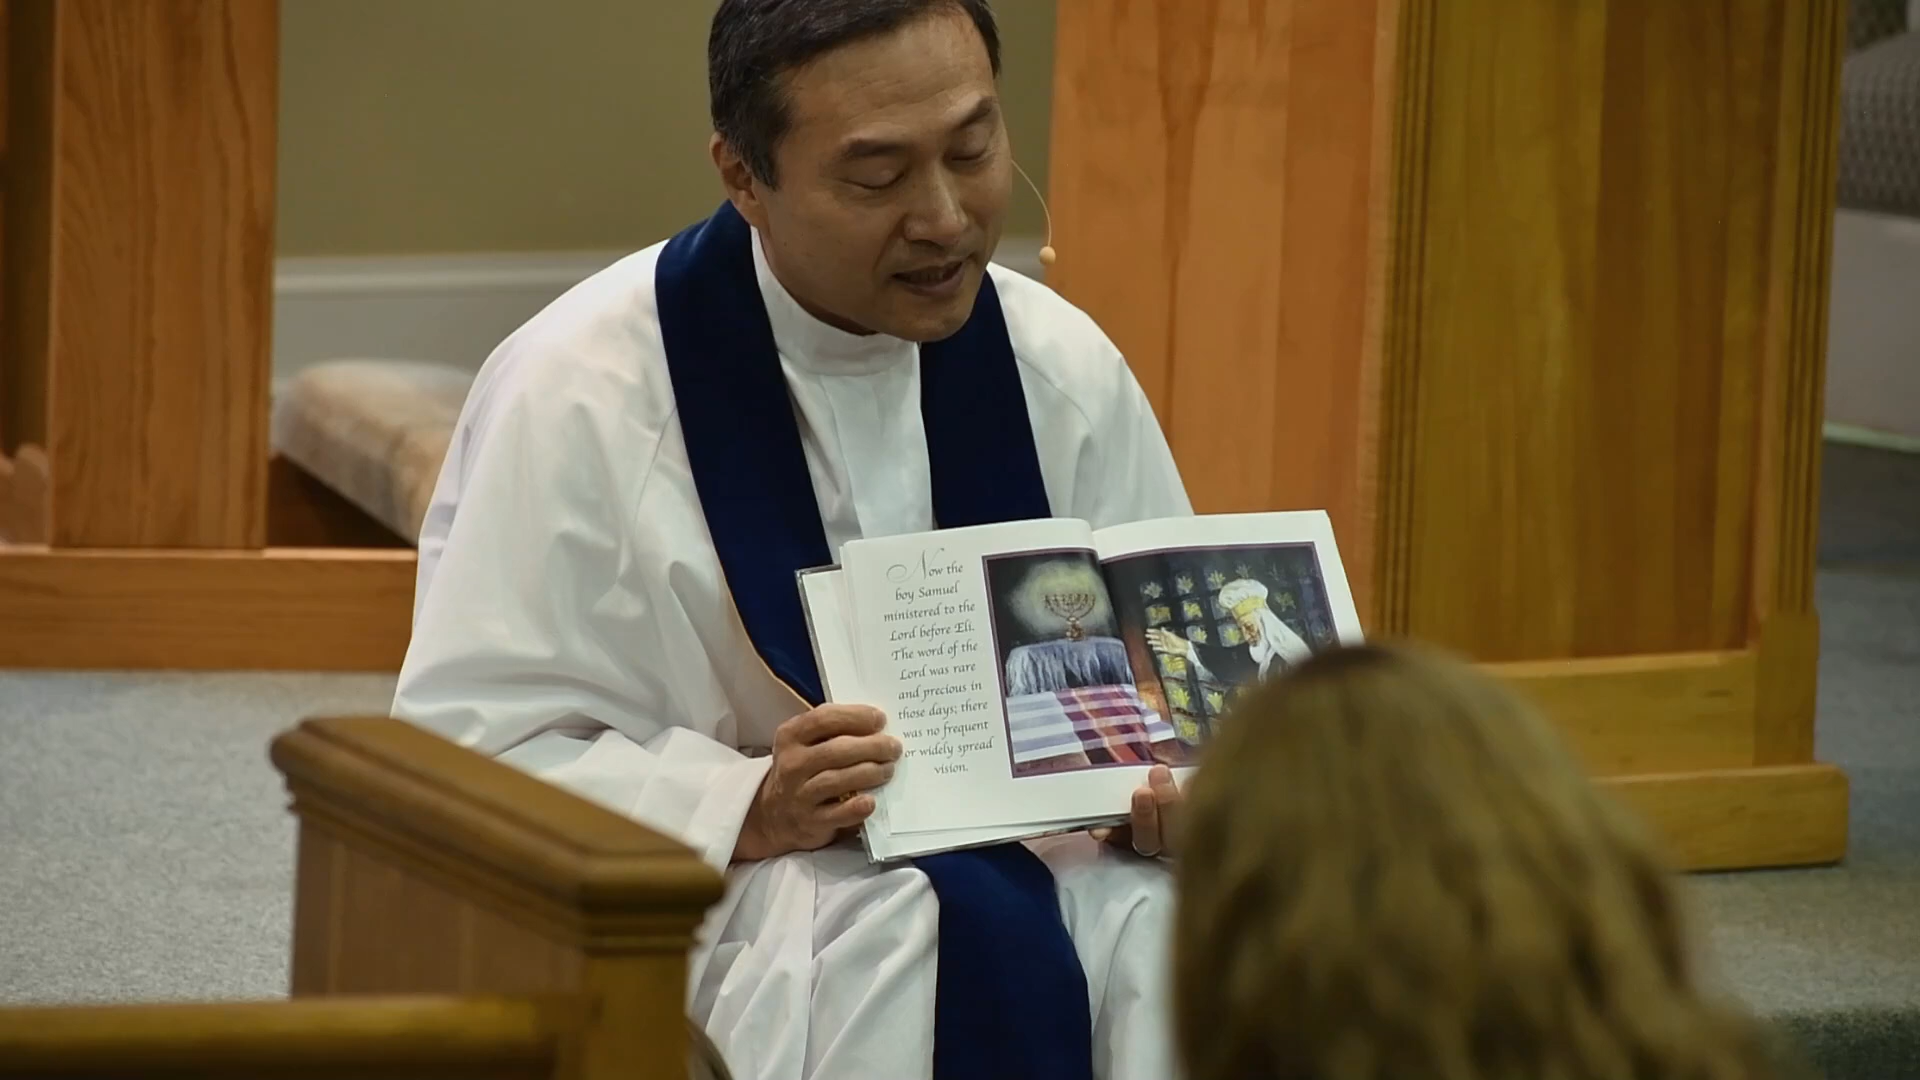 Now the
boy Samuel
ministered to the
Lord before Eli.
The word of the
Lord was rare
and precious in
those days; there
was no frequent
or widely spread
vision.